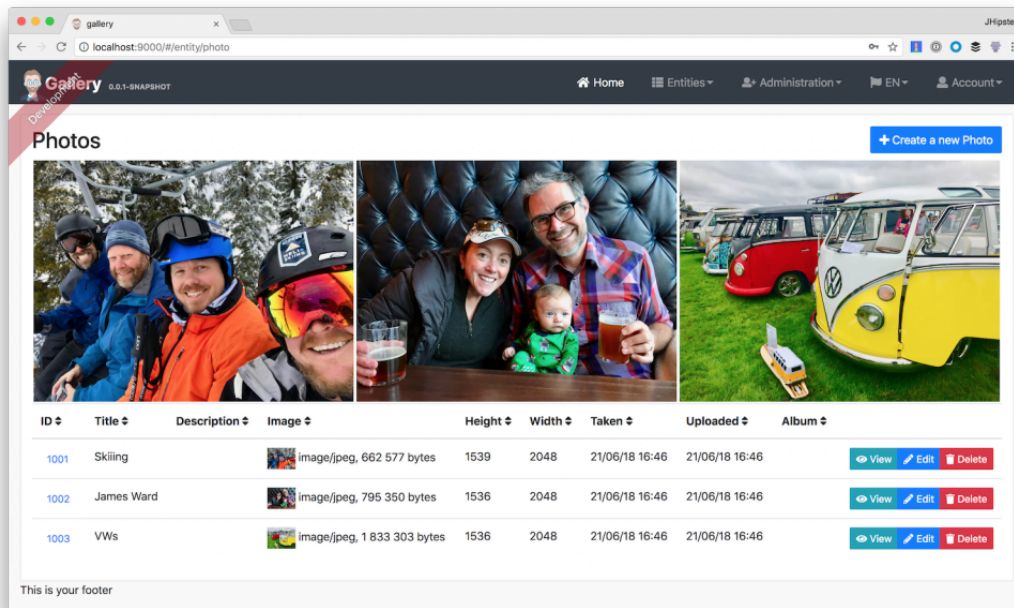 gallery
JHipste
localhost:9000/#/entity/photo
Gallery 0.0.1-SNAPSHOT
Development
Home Entities Administration EN Account
Photos
Create a new Photo
ID Title Description Image Height Width Taken Uploaded Album
1001 Skiiing image/jpeg, 662 577 bytes 1539 2048 21/06/18 16:46 21/06/18 16:46 View Edit Delete
1002 James Ward image/jpeg, 795 350 bytes 1536 2048 21/06/18 16:46 21/06/18 16:46 View Edit Delete
1003 VWs image/jpeg, 1 833 303 bytes 1536 2048 21/06/18 16:46 21/06/18 16:46 View Edit Delete
This is your footer